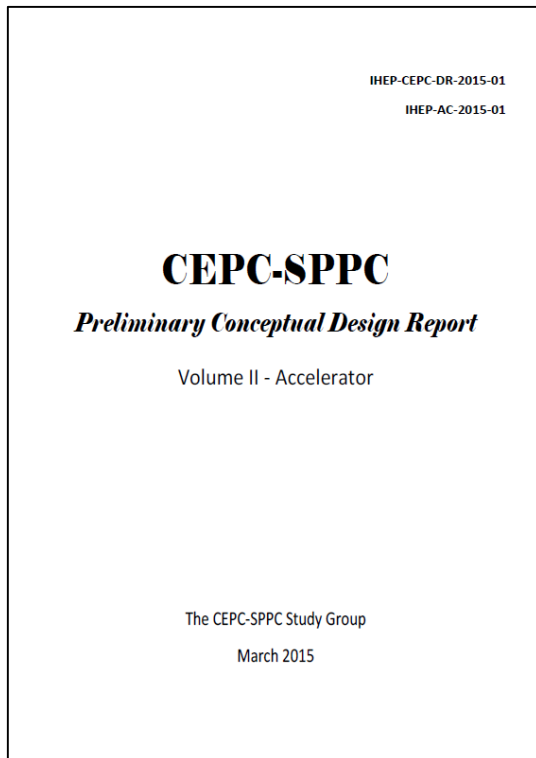 IHEP-CEPC-DR-2015-01
IHEP-AC-2015-01
CEPC-SPPC
Preliminary Conceptual Design Report
Volume II - Accelerator
The CEPC-SPPC Study Group
March 2015